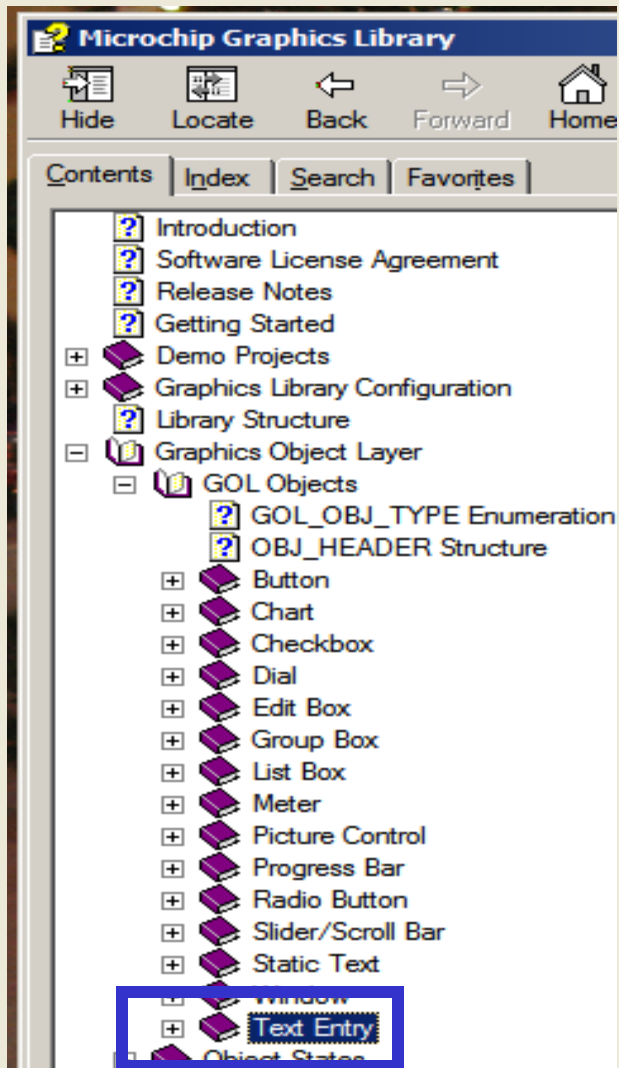 Microchip Graphics Library
Hide Locate Back Forward Home
Contents Index Search Favorites
Introduction
Software License Agreement
Release Notes
Getting Started
Demo Projects
Graphics Library Configuration
Library Structure
Graphics Object Layer
GOL Objects
GOL_OBJ_TYPE Enumeration
OBJ_HEADER Structure
Button
Chart
Checkbox
Dial
Edit Box
Group Box
List Box
Meter
Picture Control
Progress Bar
Radio Button
Slider/Scroll Bar
Static Text
Window
Text Entry
Object States